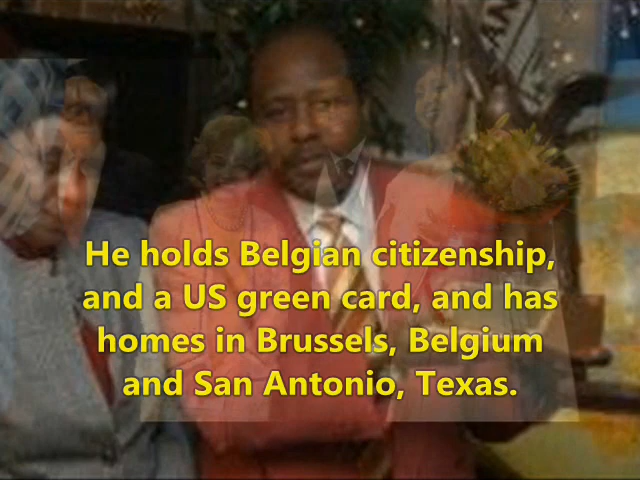 He holds Belgian citizenship,
and a US green card, and has
homes in Brussels, Belgium
and San Antonio, Texas.